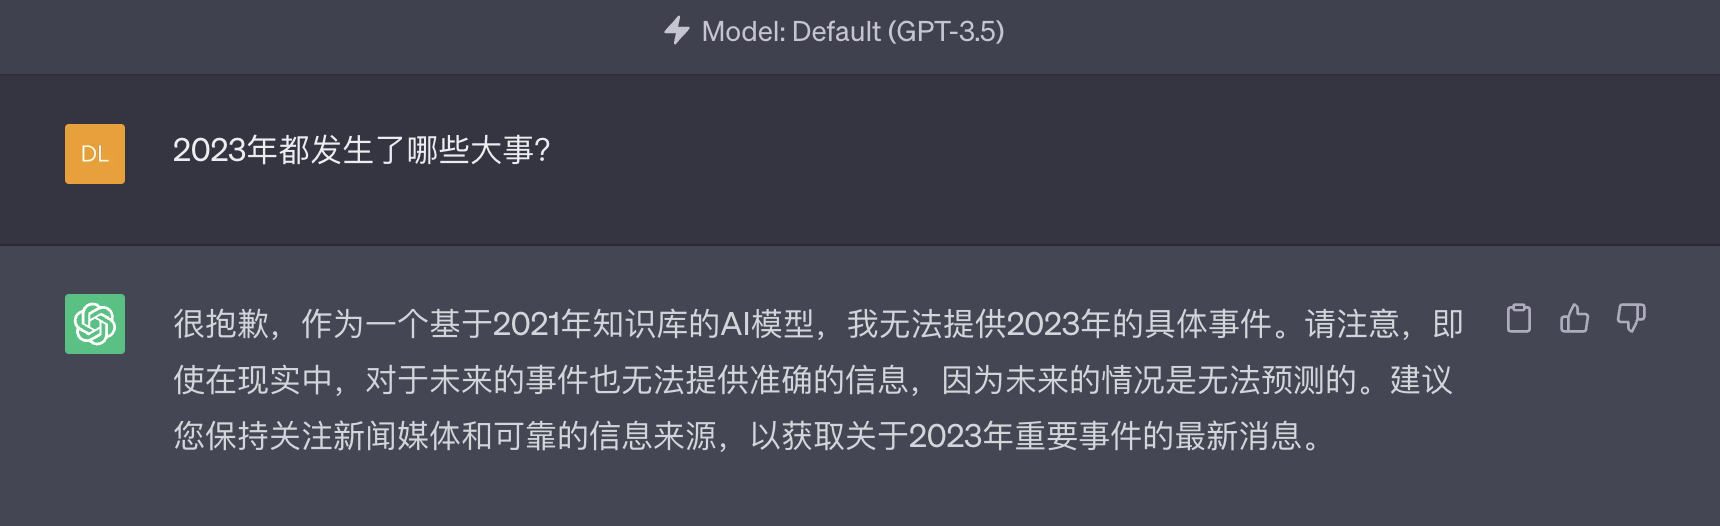 Model: Default (GPT-3.5)
DL
2023年都发生了哪些大事？
很抱歉，作为一个基于2021年知识库的AI模型，我无法提供2023年的具体事件。请注意，即
使在现实中，对于未来的事件也无法提供准确的信息，因为未来的情况是无法预测的。建议
您保持关注新闻媒体和可靠的信息来源，以获取关于2023年重要事件的最新消息。